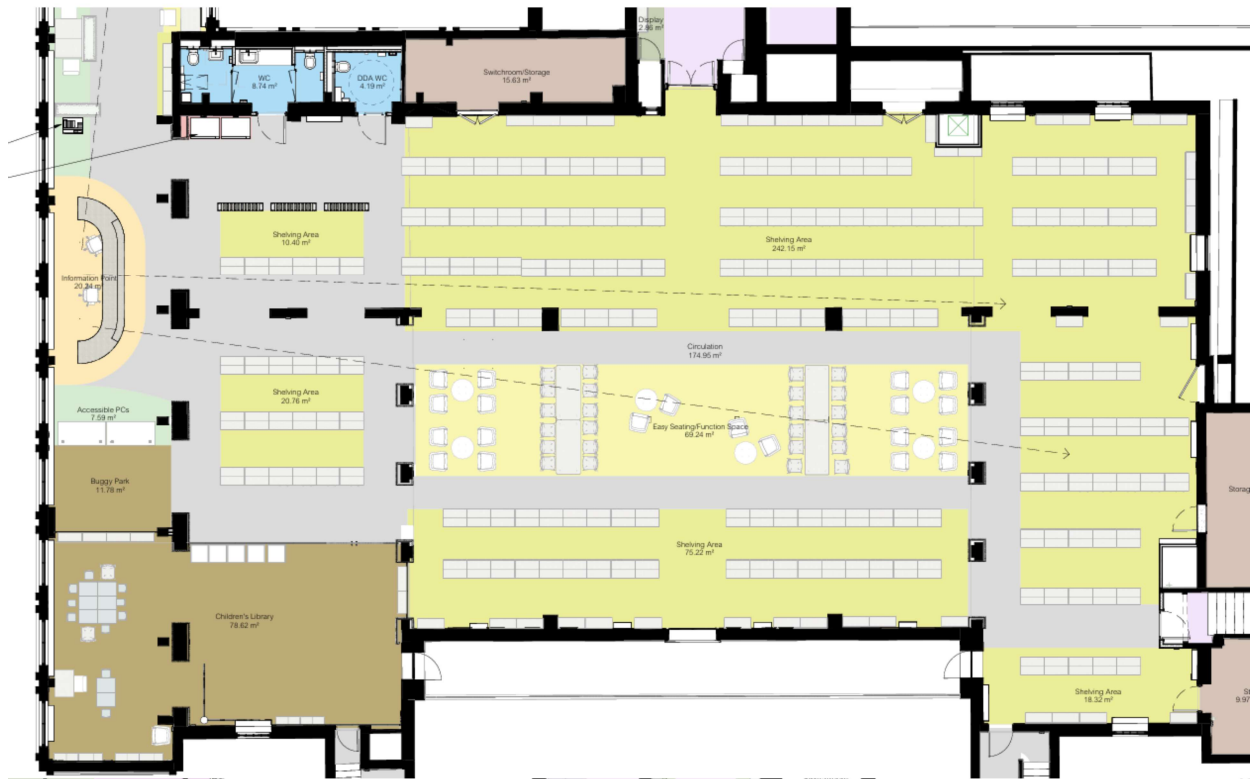 Display
2.86 m²
WC
8.74 m²
DDA WC
4.19 m²
Switchroom/Storage
15.63 m²
Shelving Area
10.40 m²
Shelving Area
242.15 m²
Information Point
20.34 m²
Circulation
174.95 m²
Shelving Area
20.76 m²
Accessible PCs
7.59 m²
Easy Seating/Function Space
69.24 m²
Buggy Park
11.78 m²
Storag
Shelving Area
75.22 m²
Children's Library
78.62 m²
Shelving Area
18.32 m²
St
9.97